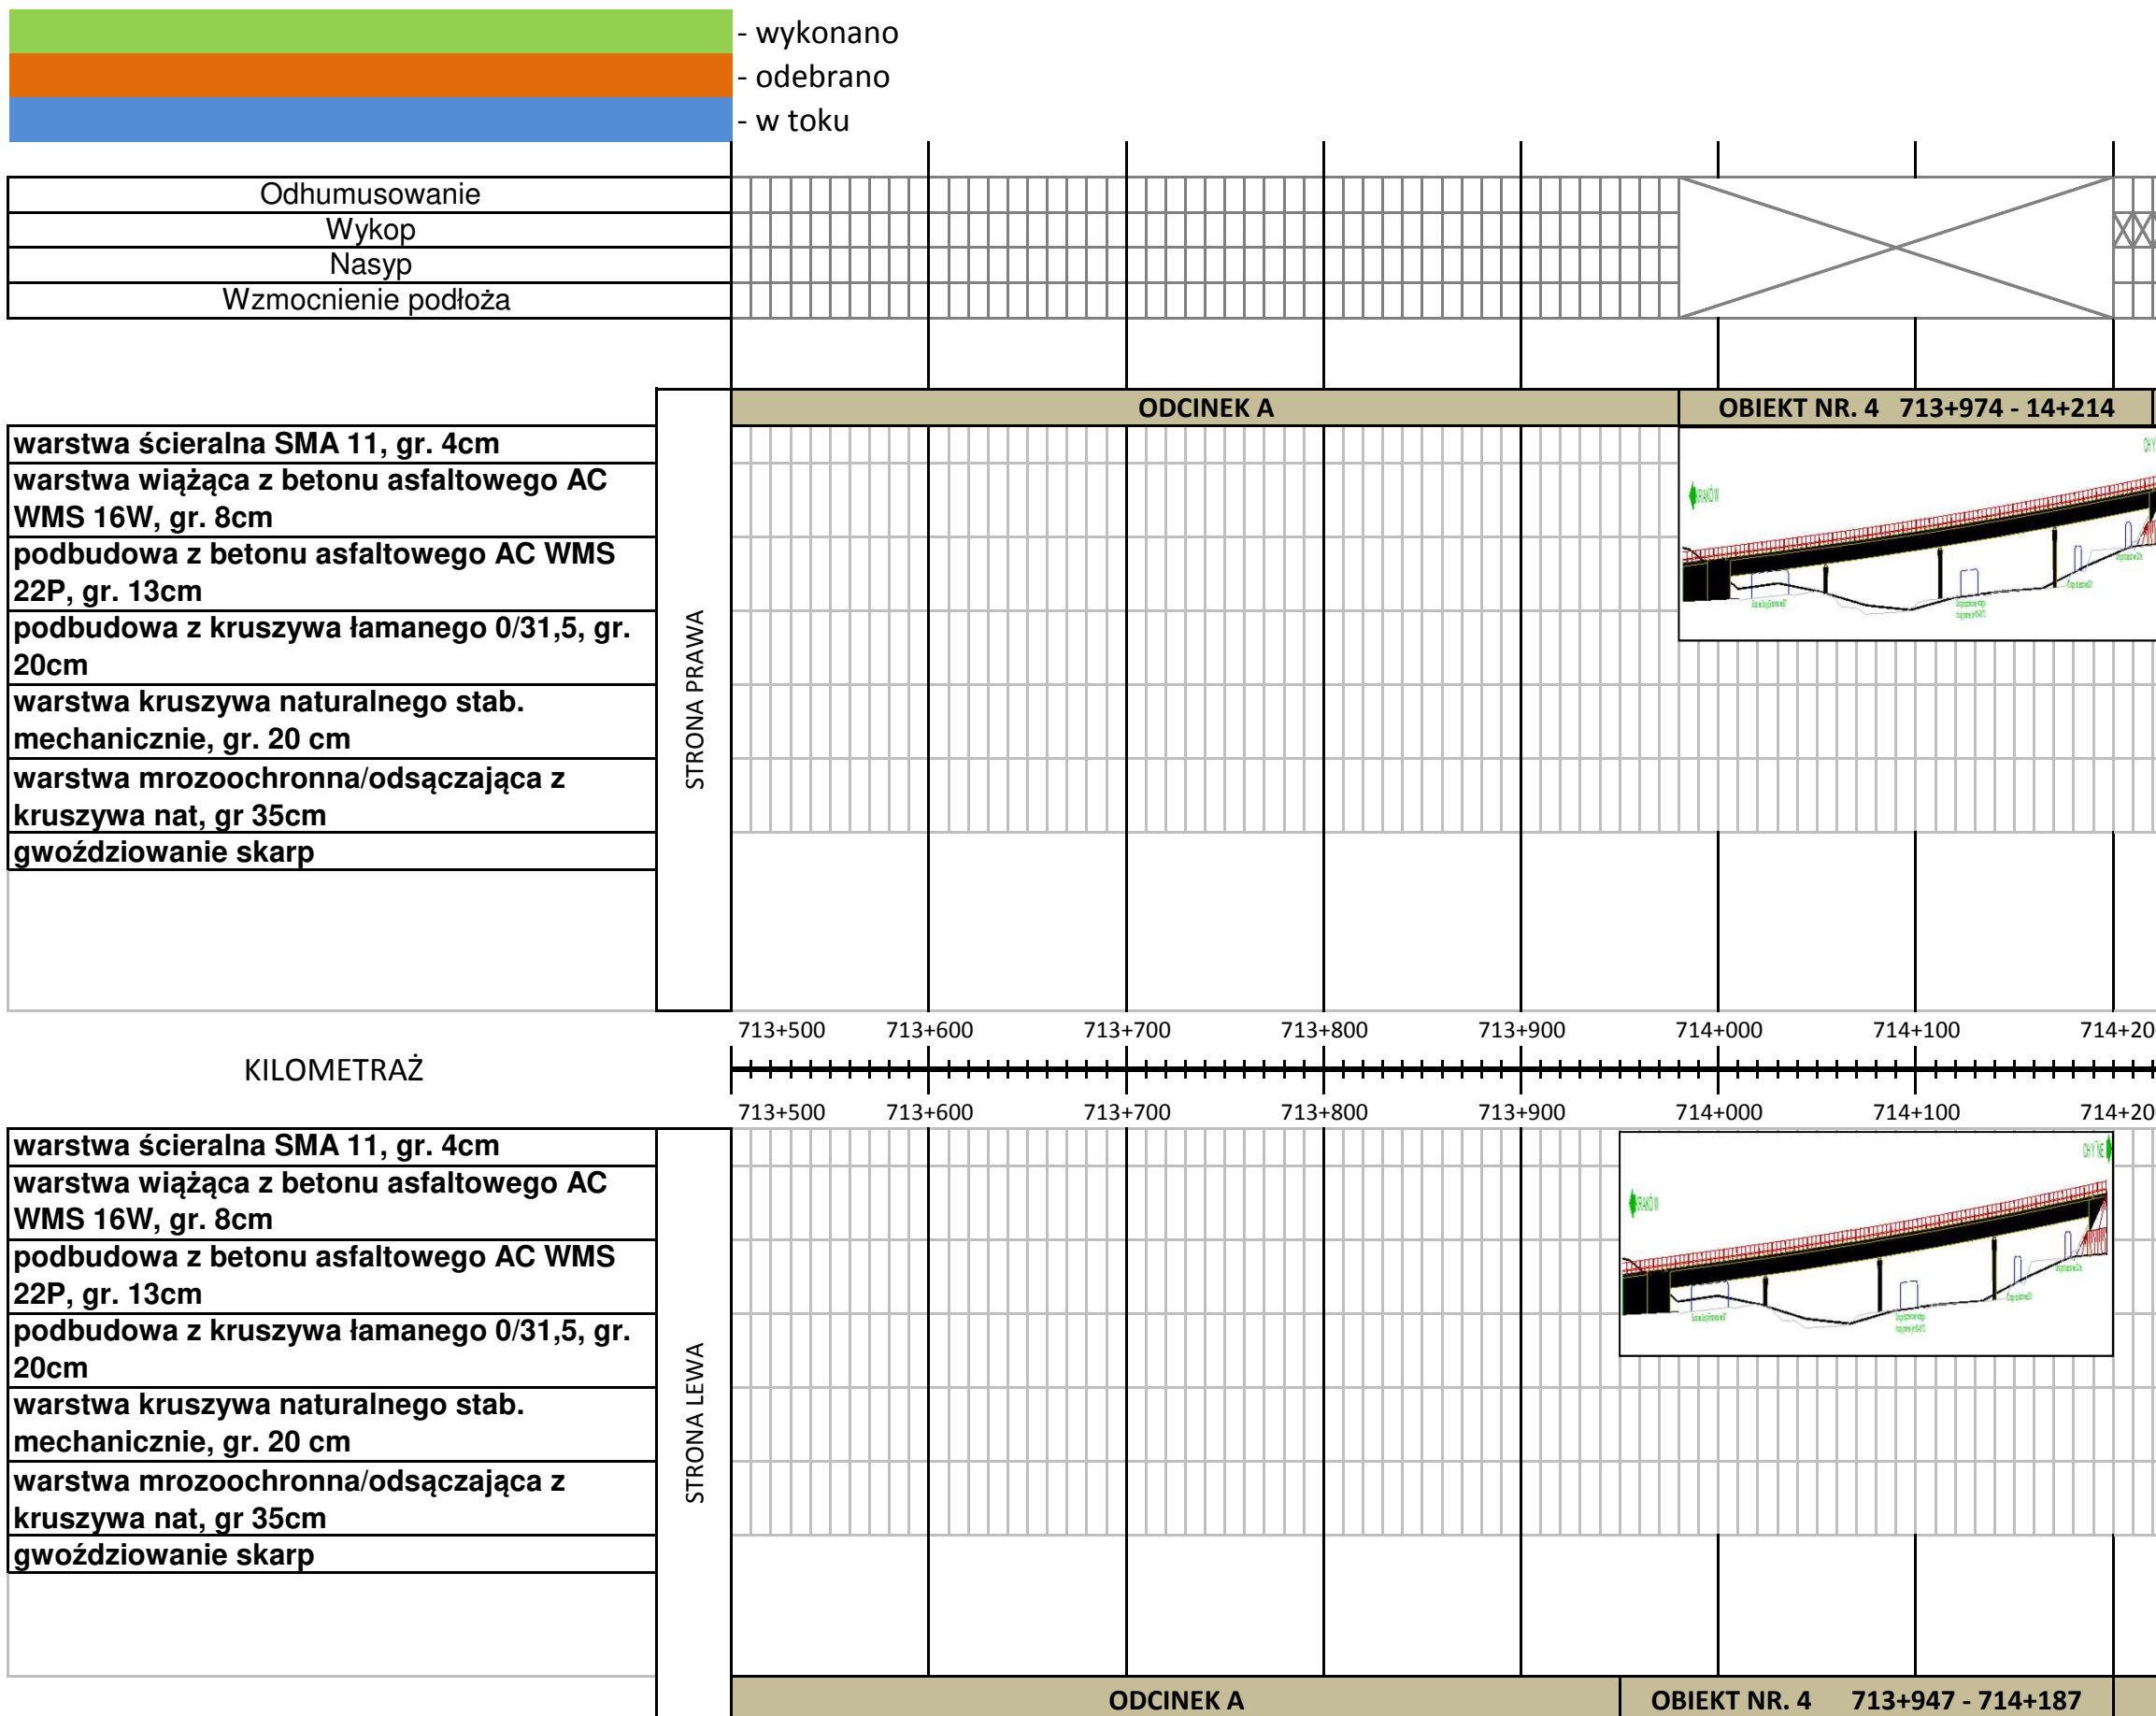 - wykonano
- odebrano
- w toku
Odhumusowanie
Wykop
Nasyp
Wzmocnienie podłoża
ODCINEK A
OBIEKT NR. 4 713+974 - 14+214
warstwa ścieralna SMA 11, gr. 4cm
warstwa wiążąca z betonu asfaltowego AC
WMS 16W, gr. 8cm
podbudowa z betonu asfaltowego AC WMS
22P, gr. 13cm
podbudowa z kruszywa łamanego 0/31,5, gr.
20cm
warstwa kruszywa naturalnego stab.
mechanicznie, gr. 20 cm
warstwa mrozoochronna/odsączająca z
kruszywa nat, gr 35cm
gwoździowanie skarp
STRONA PRAWA
KRAKÓW
713+500 713+600 713+700 713+800 713+900 714+000 714+100 714+20
KILOMETRAŻ
713+500 713+600 713+700 713+800 713+900 714+000 714+100 714+20
warstwa ścieralna SMA 11, gr. 4cm
warstwa wiążąca z betonu asfaltowego AC
WMS 16W, gr. 8cm
podbudowa z betonu asfaltowego AC WMS
22P, gr. 13cm
podbudowa z kruszywa łamanego 0/31,5, gr.
20cm
warstwa kruszywa naturalnego stab.
mechanicznie, gr. 20 cm
warstwa mrozoochronna/odsączająca z
kruszywa nat, gr 35cm
gwoździowanie skarp
STRONA LEWA
KRAKÓW
ODCINEK A
OBIEKT NR. 4 713+947 - 714+187